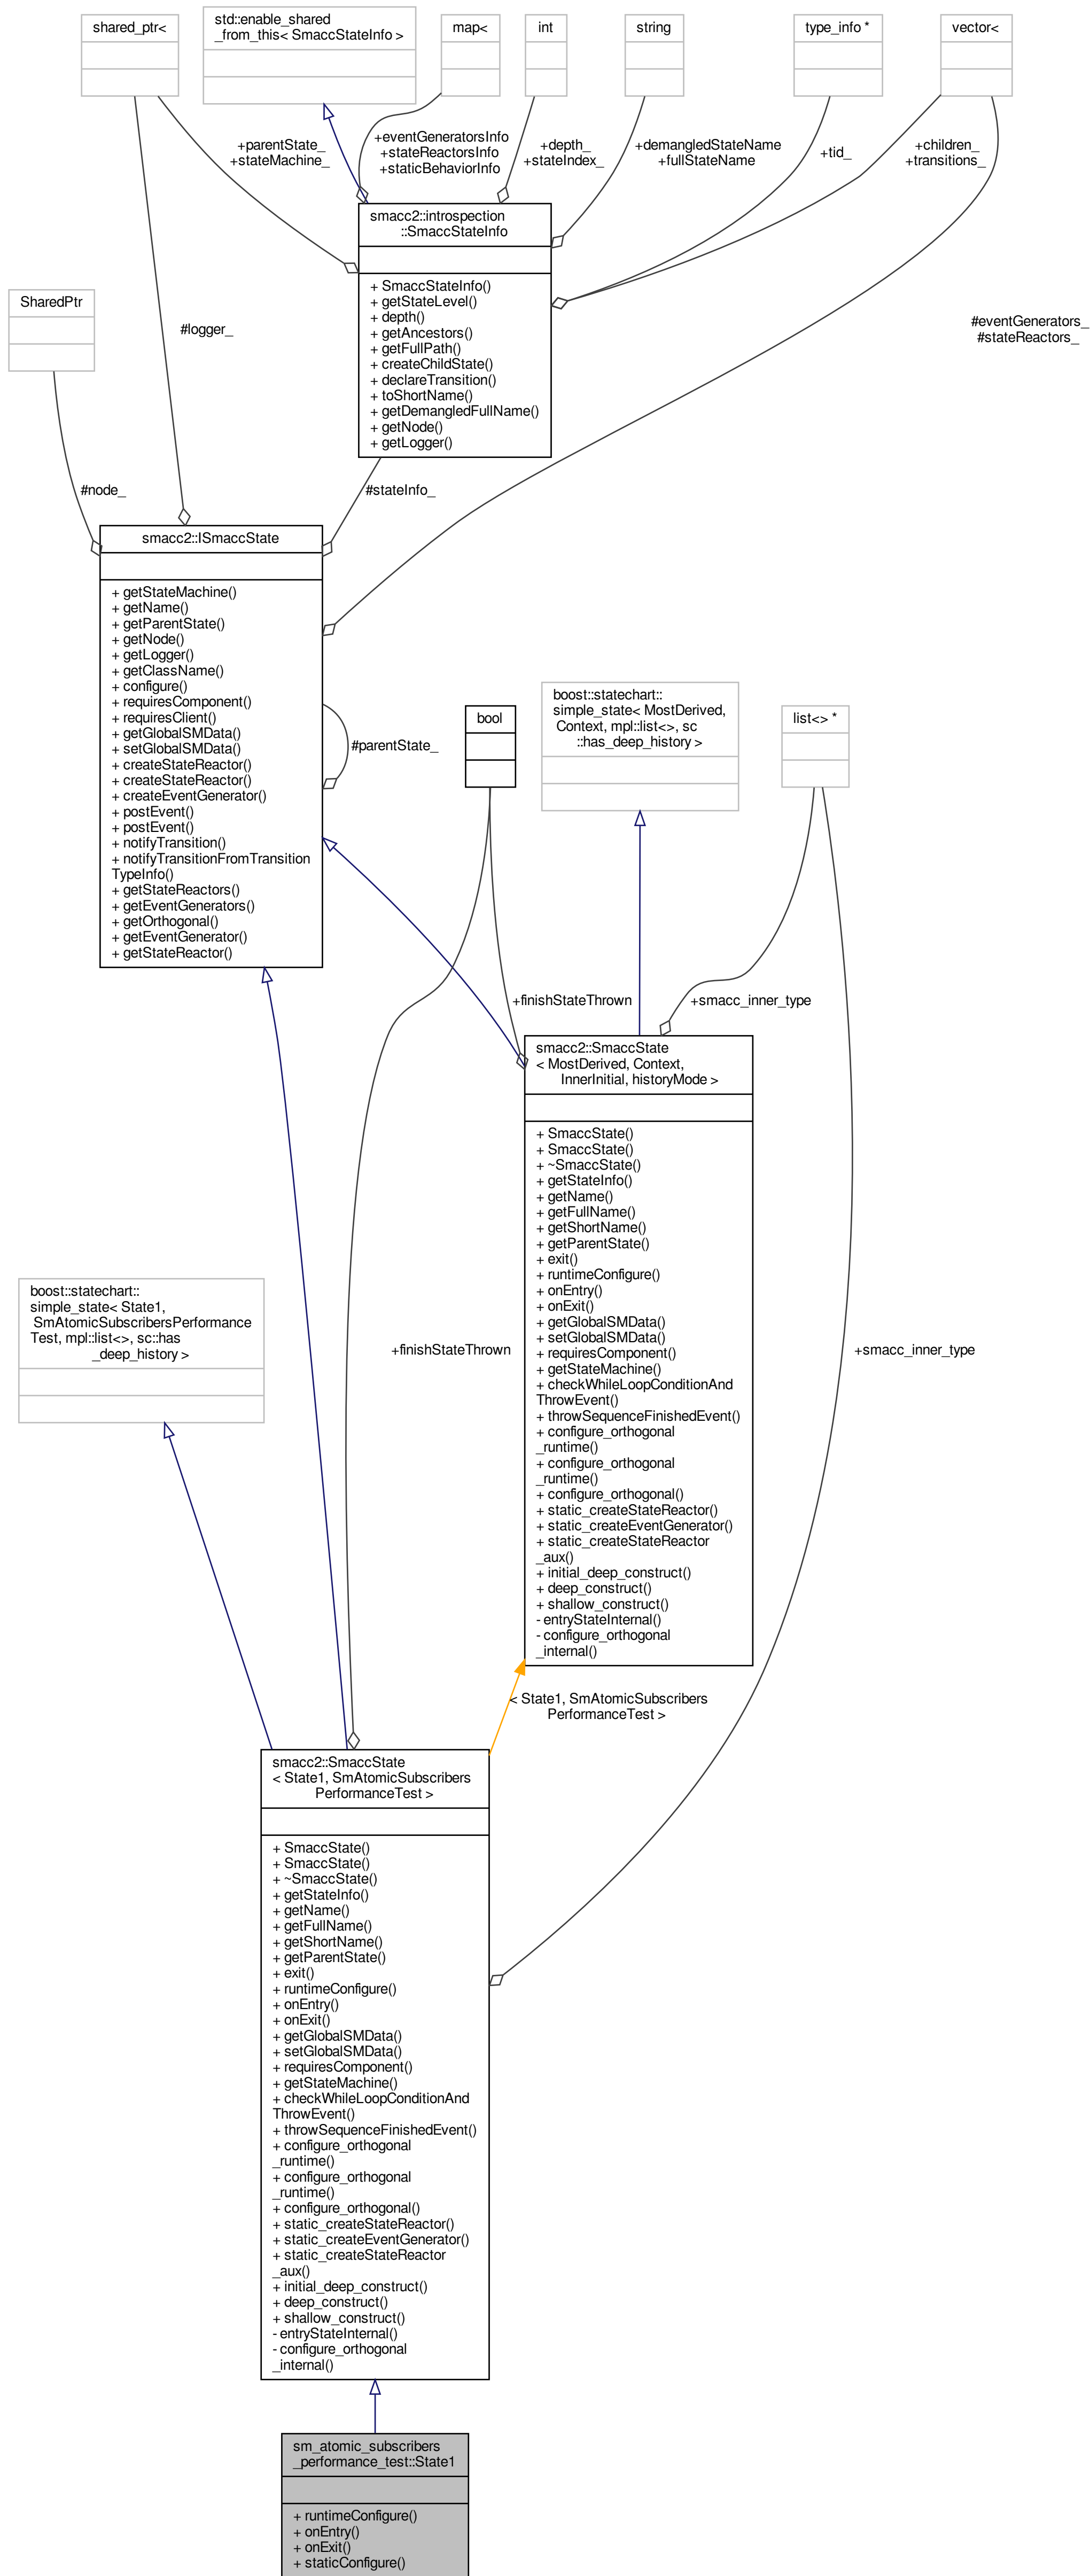 shared_ptr<
std::enable_shared
_from_this< SmaccStateInfo >
map<
int
string
type_info *
vector<
+parentState_
+stateMachine_
+eventGeneratorsInfo
+stateReactorsInfo
+staticBehaviorInfo
+depth_
+stateIndex_
+demangledStateName
+fullStateName
+tid_
+children_
+transitions_
smacc2::introspection
::SmaccStateInfo
+ SmaccStateInfo()
+ getStateLevel()
+ depth()
+ getAncestors()
+ getFullPath()
+ createChildState()
+ declareTransition()
+ toShortName()
+ getDemangledFullName()
+ getNode()
+ getLogger()
SharedPtr
#logger_
#eventGenerators_
#stateReactors_
#node_
#stateInfo_
smacc2::ISmaccState
+ getStateMachine()
+ getName()
+ getParentState()
+ getNode()
+ getLogger()
+ getClassName()
+ configure()
+ requiresComponent()
+ requiresClient()
+ getGlobalSMData()
+ setGlobalSMData()
+ createStateReactor()
+ createStateReactor()
+ createEventGenerator()
+ postEvent()
+ postEvent()
+ notifyTransition()
+ notifyTransitionFromTransition
TypeInfo()
+ getStateReactors()
+ getEventGenerators()
+ getOrthogonal()
+ getEventGenerator()
+ getStateReactor()
#parentState_
bool
boost::statechart::
simple_state< MostDerived,
Context, mpl::list<>, sc
::has_deep_history >
list<> *
+finishStateThrown
+smacc_inner_type
smacc2::SmaccState
< MostDerived, Context,
InnerInitial, historyMode >
+ SmaccState()
+ SmaccState()
+ ~SmaccState()
+ getStateInfo()
+ getName()
+ getFullName()
+ getShortName()
+ getParentState()
+ exit()
+ runtimeConfigure()
+ onEntry()
+ onExit()
+ getGlobalSMData()
+ setGlobalSMData()
+ requiresComponent()
+ getStateMachine()
+ checkWhileLoopConditionAnd
ThrowEvent()
+ throwSequenceFinishedEvent()
+ configure_orthogonal
_runtime()
+ configure_orthogonal
_runtime()
+ configure_orthogonal()
+ static_createStateReactor()
+ static_createEventGenerator()
+ static_createStateReactor
_aux()
+ initial_deep_construct()
+ deep_construct()
+ shallow_construct()
- entryStateInternal()
- configure_orthogonal
_internal()
boost::statechart::
simple_state< State1,
SmAtomicSubscribersPerformance
Test, mpl::list<>, sc::has
_deep_history >
+finishStateThrown
+smacc_inner_type
< State1, SmAtomicSubscribers
PerformanceTest >
smacc2::SmaccState
< State1, SmAtomicSubscribers
PerformanceTest >
+ SmaccState()
+ SmaccState()
+ ~SmaccState()
+ getStateInfo()
+ getName()
+ getFullName()
+ getShortName()
+ getParentState()
+ exit()
+ runtimeConfigure()
+ onEntry()
+ onExit()
+ getGlobalSMData()
+ setGlobalSMData()
+ requiresComponent()
+ getStateMachine()
+ checkWhileLoopConditionAnd
ThrowEvent()
+ throwSequenceFinishedEvent()
+ configure_orthogonal
_runtime()
+ configure_orthogonal
_runtime()
+ configure_orthogonal()
+ static_createStateReactor()
+ static_createEventGenerator()
+ static_createStateReactor
_aux()
+ initial_deep_construct()
+ deep_construct()
+ shallow_construct()
- entryStateInternal()
- configure_orthogonal
_internal()
sm_atomic_subscribers
_performance_test::State1
+ runtimeConfigure()
+ onEntry()
+ onExit()
+ staticConfigure()